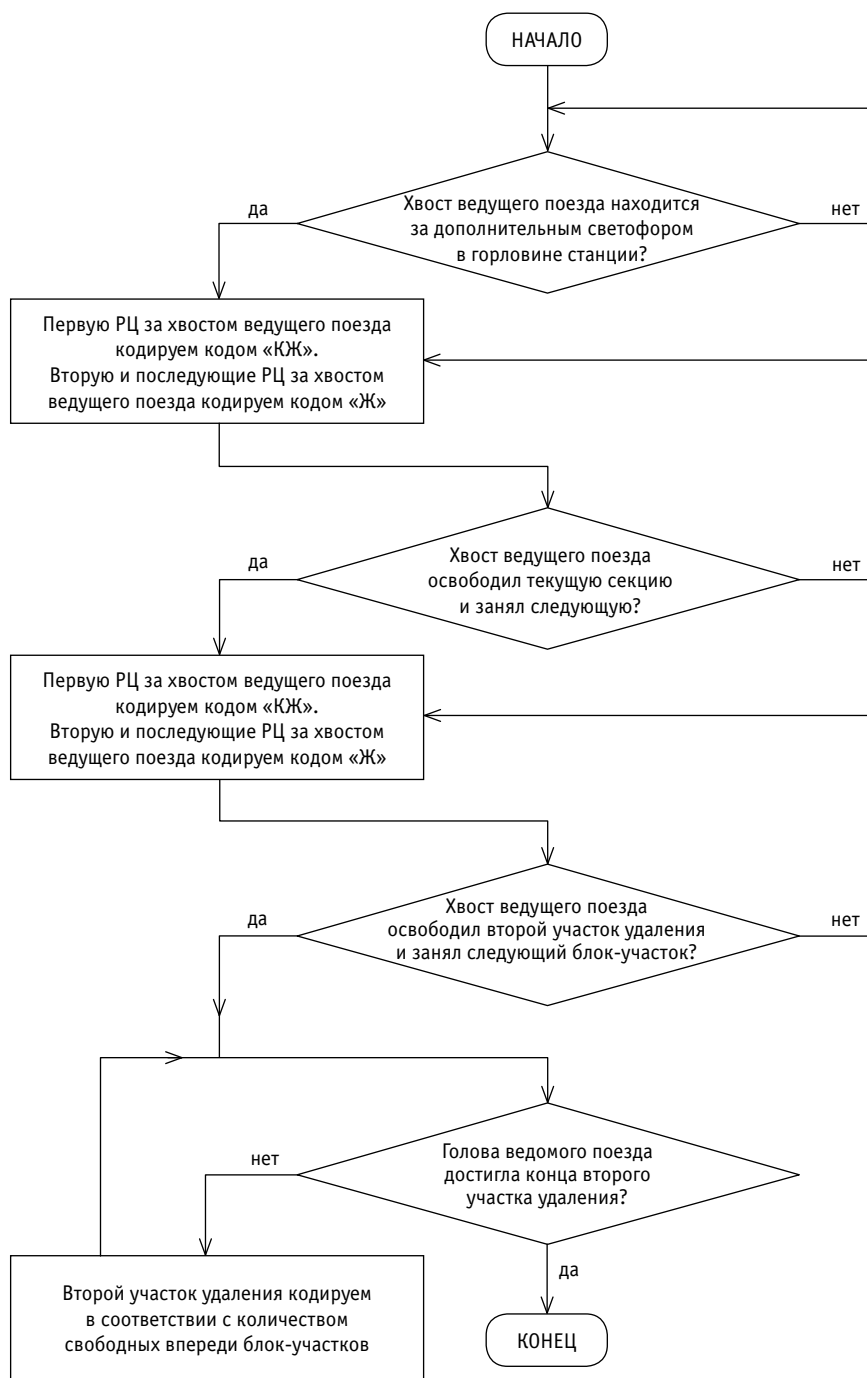 НАЧАЛО
Хвост ведущего поезда находится
за дополнительным светофором
в горловине станции?
да
нет
Первую РЦ за хвостом ведущего поезда
кодируем кодом «КЖ».
Вторую и последующие РЦ за хвостом
ведущего поезда кодируем кодом «Ж»
Хвост ведущего поезда
освободил текущую секцию
и занял следующую?
да
нет
Первую РЦ за хвостом ведущего поезда
кодируем кодом «КЖ».
Вторую и последующие РЦ за хвостом
ведущего поезда кодируем кодом «Ж»
Хвост ведущего поезда
освободил второй участок удаления
и занял следующий блок-участок?
да
нет
Голова ведомого поезда
достигла конца второго
участка удаления?
нет
да
Второй участок удаления кодируем
в соответствии с количеством
свободных впереди блок-участков
КОНЕЦ